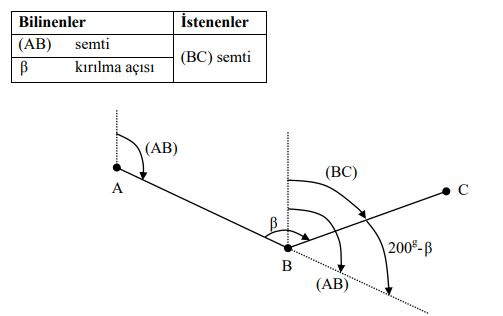 Bilinenler İstenenler
(AB) semti
(BC) semti
β kırılma açısı
(AB)
A
(BC)
C
β
200ᵍ-β
B
(AB)